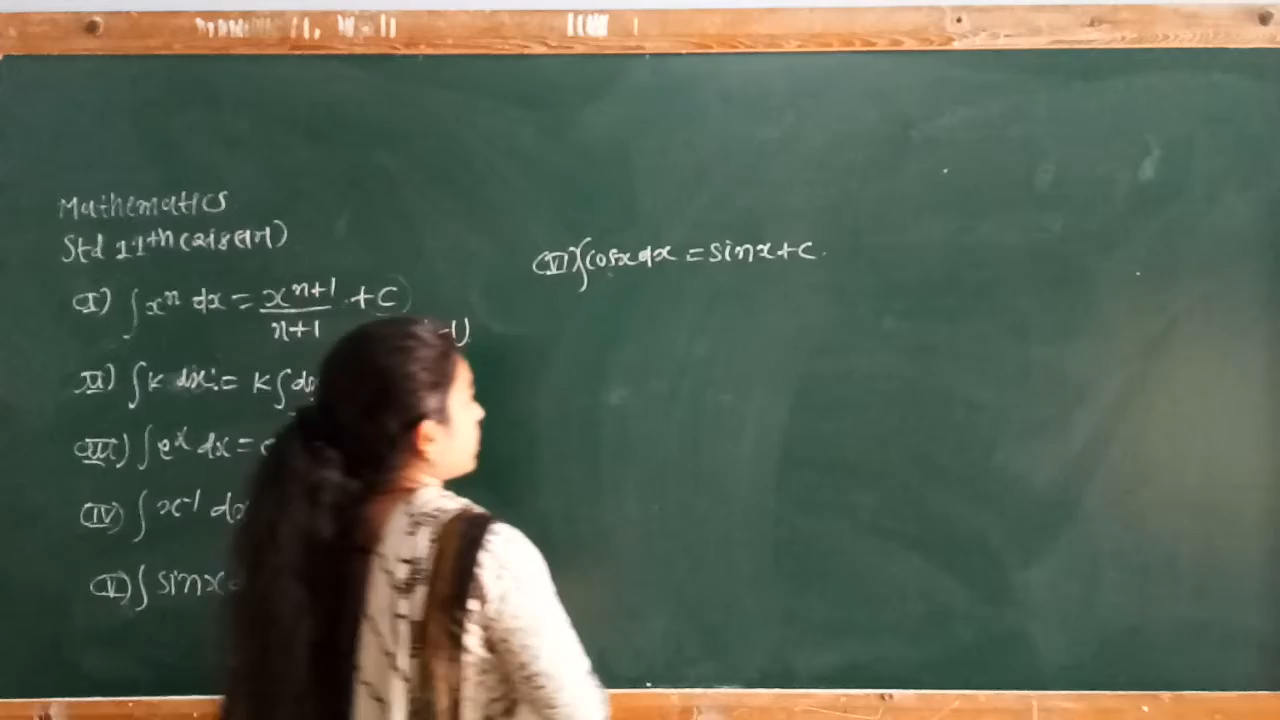 Mathematics
Std 11th
(I) ∫ xⁿ dx = xⁿ⁺¹/n+1 + C
-1)
(II) ∫ K dx = K ∫ dx
(III) ∫ eˣ dx =
(IV) ∫ x⁻¹ dx
(V) ∫ sinx
(VI) ∫ cosx dx = sinx + C.